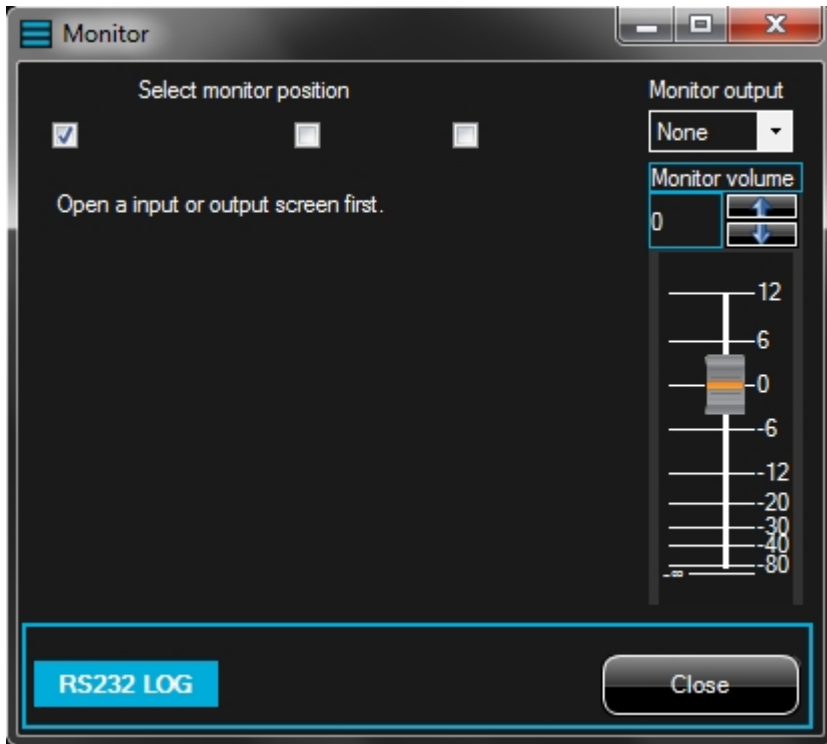 Monitor
Select monitor position
Monitor output
None
Monitor volume
Open a input or output screen first.
0
12
6
0
-6
-12
-20
-30
-40
-80
-∞
RS232 LOG
Close